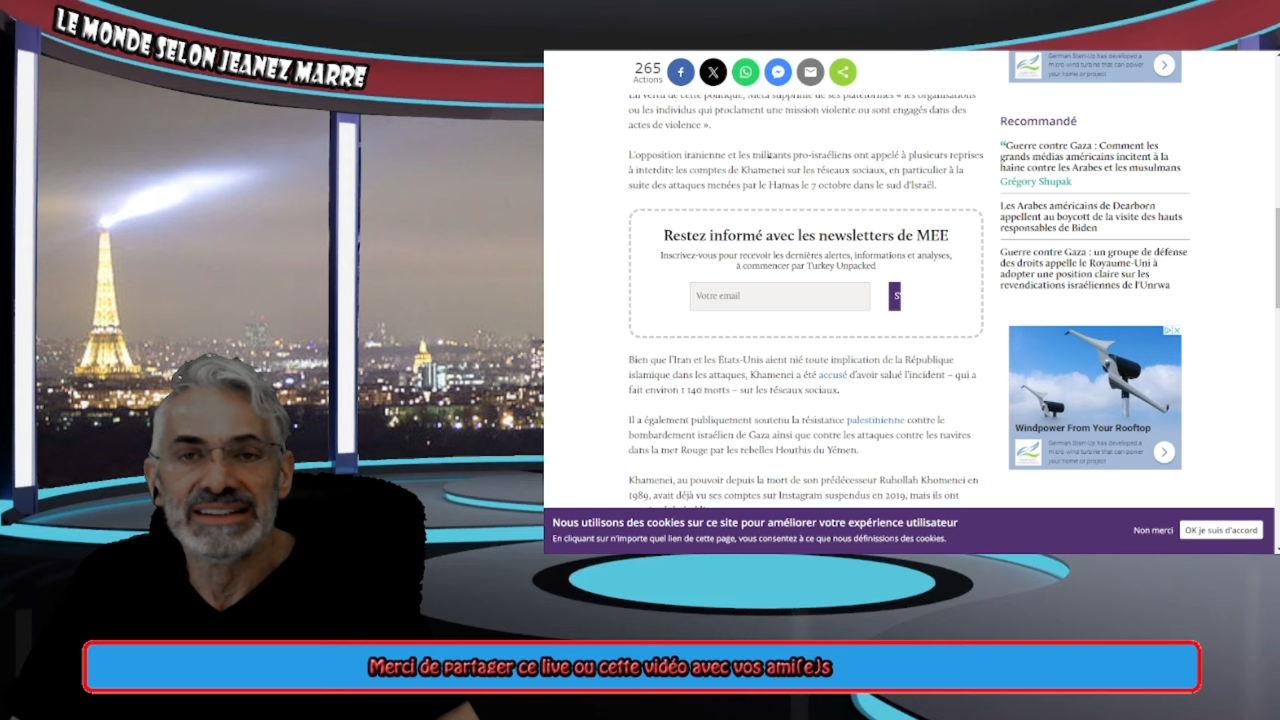 LE MONDE SELON JEANEZ MARRE
265
Actions
En vertu de cette politique, Meta supprime de ses plateformes « les organisations
ou les individus qui proclament une mission violente ou sont engagés dans des
actes de violence ».
L'opposition iranienne et les militants pro-israéliens ont appelé à plusieurs reprises
à interdire les comptes de Khamenei sur les réseaux sociaux, en particulier à la
suite des attaques menées par le Hamas le 7 octobre dans le sud d'Israël.
Restez informé avec les newsletters de MEE
Inscrivez-vous pour recevoir les dernières alertes, informations et analyses,
à commencer par Turkey Unpacked
Votre email
S
Bien que l'Iran et les États-Unis aient nié toute implication de la République
islamique dans les attaques, Khamenei a été accusé d'avoir salué l'incident – qui a
fait environ 1 140 morts – sur les réseaux sociaux.
Il a également publiquement soutenu la résistance palestinienne contre le
bombardement israélien de Gaza ainsi que contre les attaques contre les navires
dans la mer Rouge par les rebelles Houthis du Yémen.
Khamenei, au pouvoir depuis la mort de son prédécesseur Ruhollah Khomenei en
1989, avait déjà vu ses comptes sur Instagram suspendus en 2019, mais ils ont
German Start-Up has developed a
micro wind turbine that can power
your home or project
Recommandé
“Guerre contre Gaza : Comment les
grands médias américains incitent à la
haine contre les Arabes et les musulmans
Grégory Shupak
Les Arabes américains de Dearborn
appellent au boycott de la visite des hauts
responsables de Biden
Guerre contre Gaza : un groupe de défense
des droits appelle le Royaume-Uni à
adopter une position claire sur les
revendications israéliennes de l'Unrwa
Windpower From Your Rooftop
German Start-Up has developed a
micro wind turbine that can power
your home or project
Nous utilisons des cookies sur ce site pour améliorer votre expérience utilisateur
En cliquant sur n'importe quel lien de cette page, vous consentez à ce que nous définissions des cookies.
Non merci
OK je suis d'accord
Merci de partager ce live ou cette vidéo avec vos ami(e)s